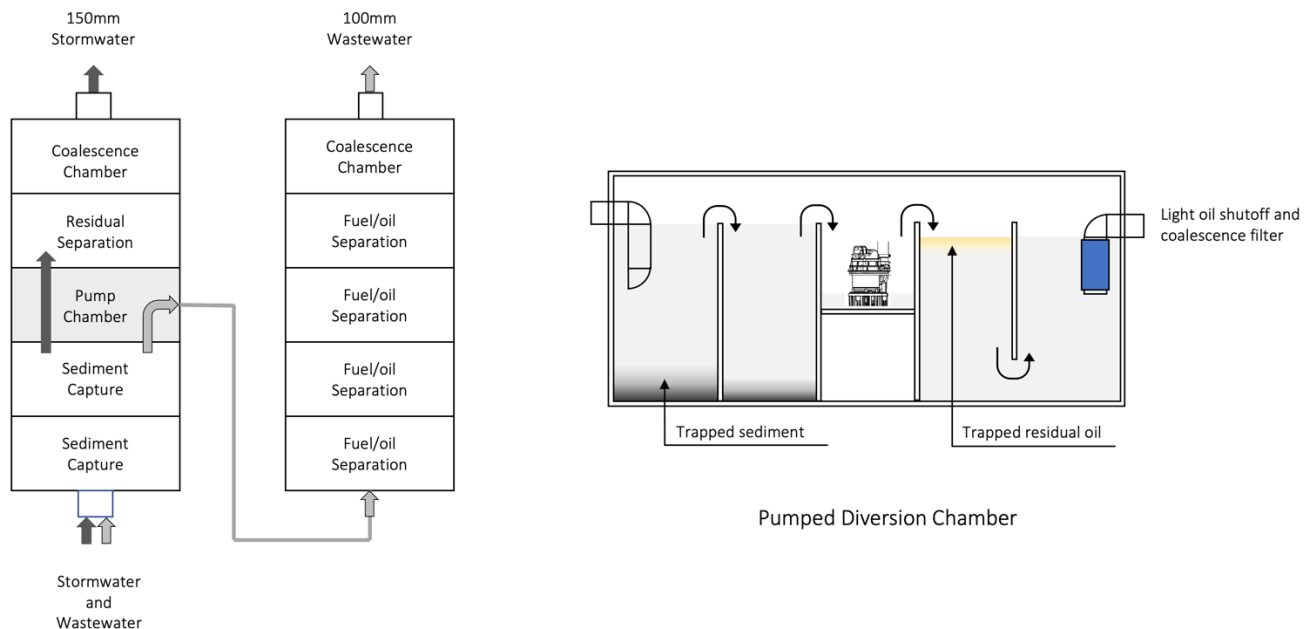 150mm
Stormwater
100mm
Wastewater
Coalescence
Chamber
Residual
Separation
Pump
Chamber
Sediment
Capture
Sediment
Capture
Stormwater
and
Wastewater
Coalescence
Chamber
Fuel/oil
Separation
Fuel/oil
Separation
Fuel/oil
Separation
Fuel/oil
Separation
Light oil shutoff and
coalescence filter
Trapped sediment
Trapped residual oil
Pumped Diversion Chamber